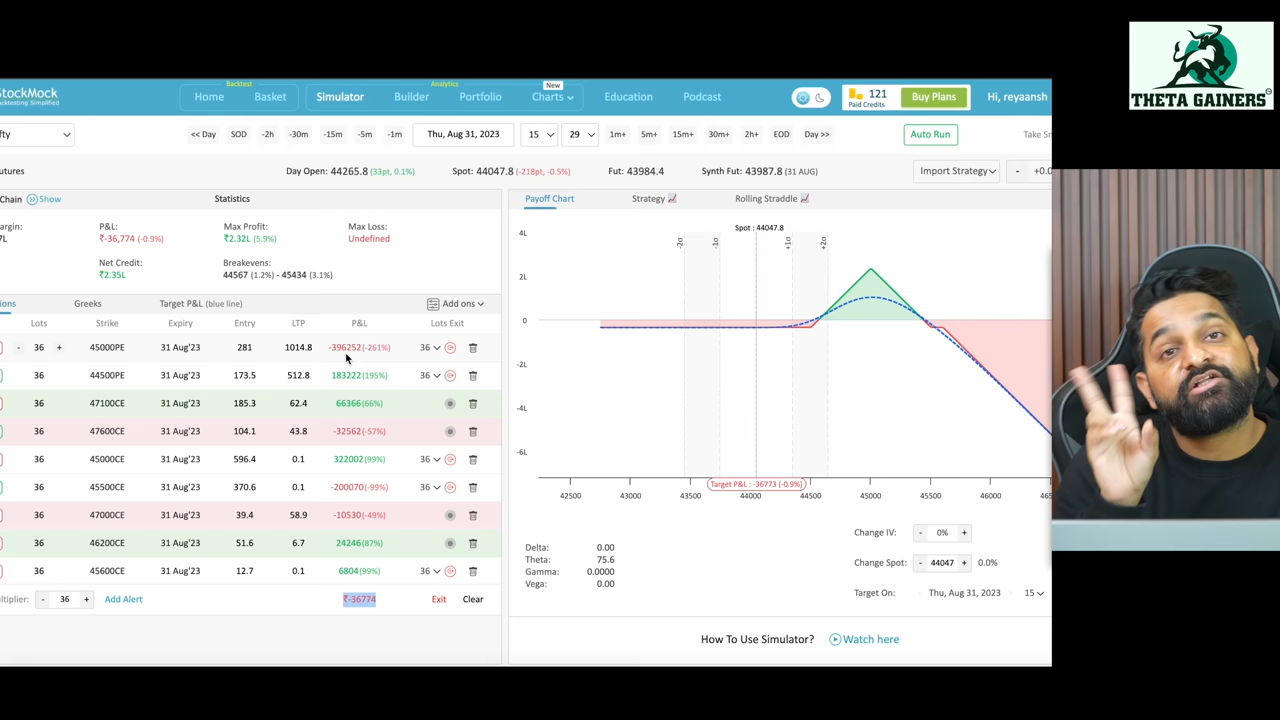 THETA GAINERS
StockMock
Backtesting Simplified
Backtest
Home Basket
Simulator
Analytics
Builder Portfolio
New
Charts
Education Podcast
121
Paid Credits
Buy Plans
Hi, reyaansh
<< Day SOD -2h -30m -15m -5m -1m Thu, Aug 31, 2023 15 29 1m+ 5m+ 15m+ 30m+ 2h+ EOD Day >>
Auto Run
Take
Day Open: 44265.8 (33pt, 0.1%) Spot: 44047.8 (-218pt, -0.5%) Fut: 43984.4 Synth Fut: 43987.8 (31 AUG)
Import Strategy - +0.0
Chain Show Statistics
P&L: Max Profit: Max Loss:
₹-36,774 (-0.9%) ₹2.32L (5.9%) Undefined
Net Credit: Breakevens:
₹2.35L 44567 (1.2%) - 45434 (3.1%)
Greeks Target P&L (blue line) Add ons
Lots Strike Expiry Entry LTP P&L Lots Exit
- 36 + 45000PE 31 Aug'23 281 1014.8 -396252(-261%) 36
36 44500PE 31 Aug'23 173.5 512.8 183222(195%) 36
36 47100CE 31 Aug'23 185.3 62.4 66366(66%)
36 47600CE 31 Aug'23 104.1 43.8 -32562(-57%)
36 45000CE 31 Aug'23 596.4 0.1 322002(99%) 36
36 45500CE 31 Aug'23 370.6 0.1 -200070(-99%) 36
36 47000CE 31 Aug'23 39.4 58.9 -10530(-49%)
36 46200CE 31 Aug'23 51.6 6.7 24246(87%)
36 45600CE 31 Aug'23 12.7 0.1 6804(99%) 36
- 36 + Add Alert ₹-36774 Exit Clear
Payoff Chart Strategy Rolling Straddle
Spot : 44047.8
-2σ -1σ +1σ +2σ
4L
2L
0
-2L
-4L
-6L
Target P&L : -36773 (-0.9%)
42500 43000 43500 44000 44500 45000 45500 46000
Delta: 0.00
Theta: 75.6
Gamma: 0.0000
Vega: 0.00
Change IV: - 0% +
Change Spot: - 44047 + 0.0%
Target On: Thu, Aug 31, 2023 15
How To Use Simulator? Watch here